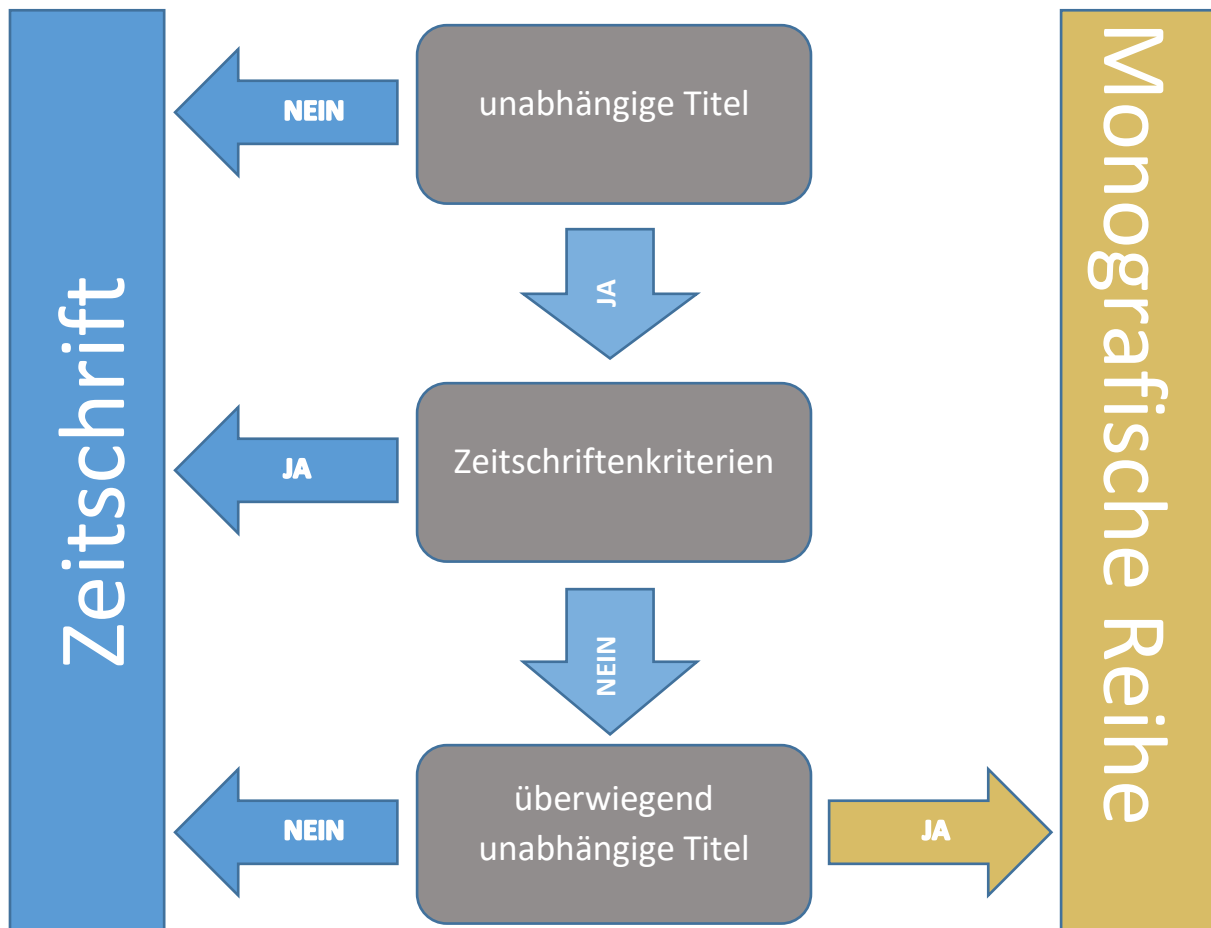 unabhängige Titel
NEIN
JA
Zeitschriftenkriterien
JA
NEIN
überwiegend
unabhängige Titel
NEIN
JA
Zeitschrift
Monografische Reihe